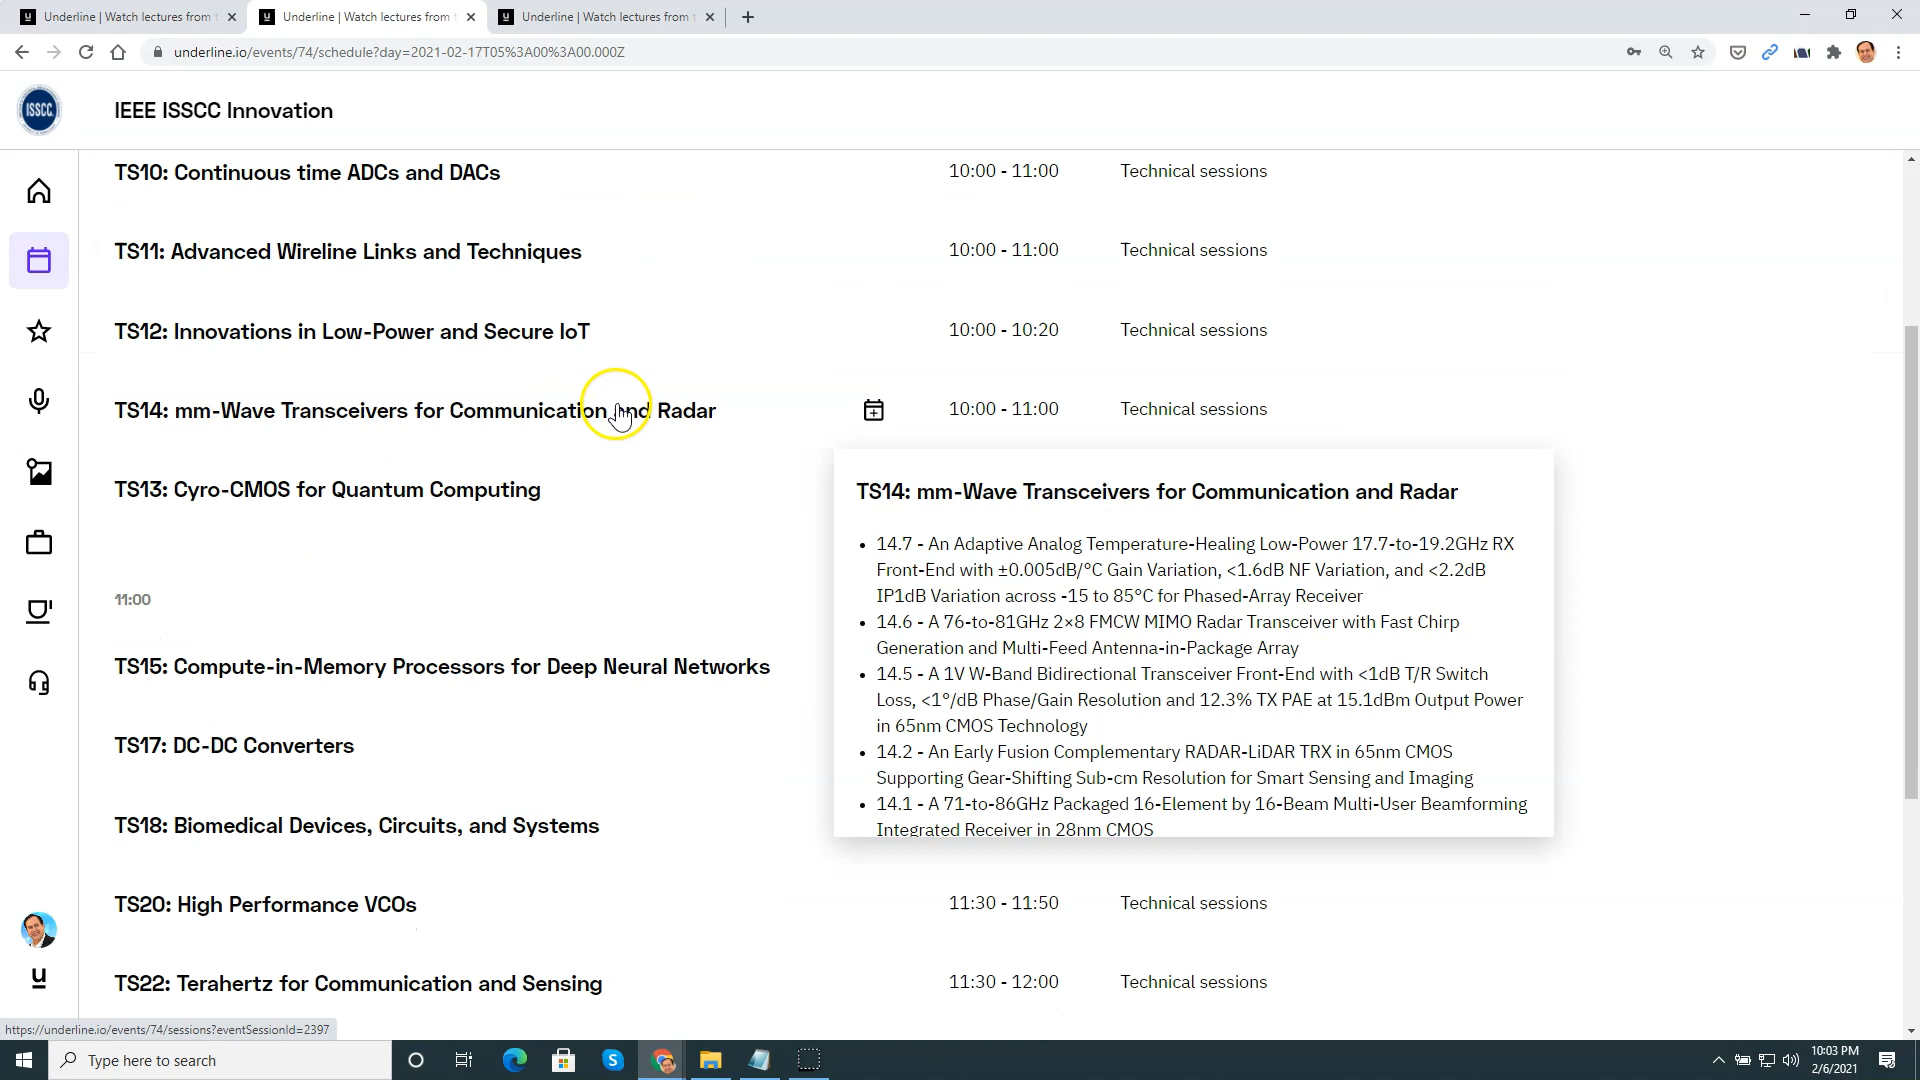 Underline | Watch lectures from
Underline | Watch lectures from
Underline | Watch lectures from
underline.io/events/74/schedule?day=2021-02-17T05%3A00%3A00.000Z
ISSCC
IEEE ISSCC Innovation
TS10: Continuous time ADCs and DACs 10:00 - 11:00 Technical sessions
TS11: Advanced Wireline Links and Techniques 10:00 - 11:00 Technical sessions
TS12: Innovations in Low-Power and Secure IoT 10:00 - 10:20 Technical sessions
TS14: mm-Wave Transceivers for Communication and Radar 10:00 - 11:00 Technical sessions
TS13: Cyro-CMOS for Quantum Computing
TS14: mm-Wave Transceivers for Communication and Radar
• 14.7 - An Adaptive Analog Temperature-Healing Low-Power 17.7-to-19.2GHz RX
Front-End with ±0.005dB/°C Gain Variation, <1.6dB NF Variation, and <2.2dB
IP1dB Variation across -15 to 85°C for Phased-Array Receiver
• 14.6 - A 76-to-81GHz 2×8 FMCW MIMO Radar Transceiver with Fast Chirp
Generation and Multi-Feed Antenna-in-Package Array
• 14.5 - A 1V W-Band Bidirectional Transceiver Front-End with <1dB T/R Switch
Loss, <1°/dB Phase/Gain Resolution and 12.3% TX PAE at 15.1dBm Output Power
in 65nm CMOS Technology
• 14.2 - An Early Fusion Complementary RADAR-LiDAR TRX in 65nm CMOS
Supporting Gear-Shifting Sub-cm Resolution for Smart Sensing and Imaging
• 14.1 - A 71-to-86GHz Packaged 16-Element by 16-Beam Multi-User Beamforming
Integrated Receiver in 28nm CMOS
11:00
TS15: Compute-in-Memory Processors for Deep Neural Networks
TS17: DC-DC Converters
TS18: Biomedical Devices, Circuits, and Systems
TS20: High Performance VCOs 11:30 - 11:50 Technical sessions
TS22: Terahertz for Communication and Sensing 11:30 - 12:00 Technical sessions
https://underline.io/events/74/sessions?eventSessionId=2397
Type here to search
10:03 PM
2/6/2021